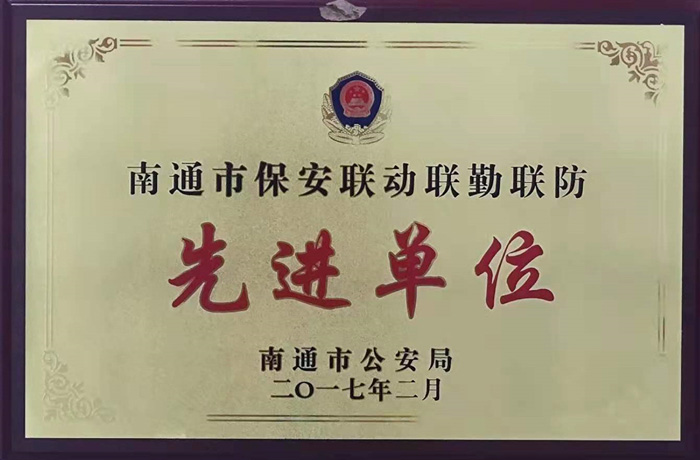 南通市保安联动联勤联防
先进单位
南通市公安局
二〇一七年二月